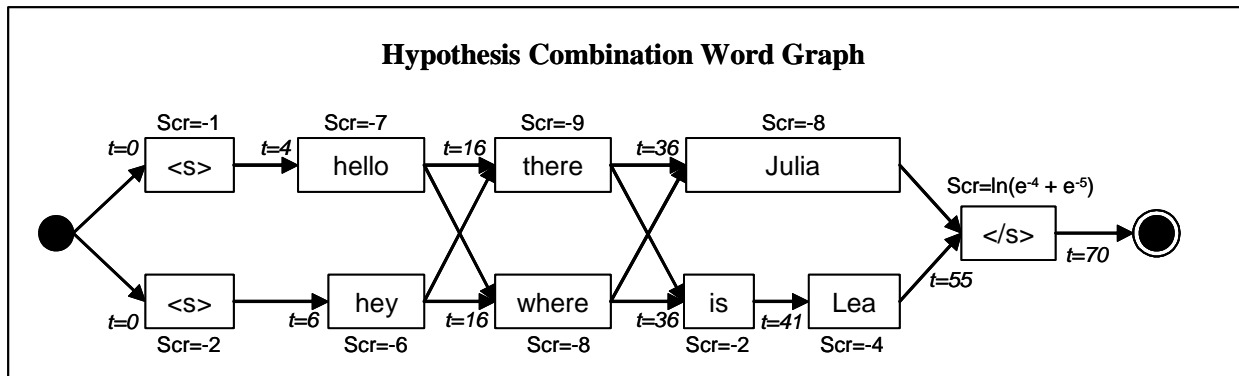 Hypothesis Combination Word Graph
Scr=-1 Scr=-7 Scr=-9 Scr=-8
t=0 <s> t=4 hello t=16 there t=36 Julia
Scr=ln(e⁻⁴ + e⁻⁵)
</s>
t=70
t=0 <s> t=6 hey t=16 where t=36 is t=41 Lea t=55
Scr=-2 Scr=-6 Scr=-8 Scr=-2 Scr=-4